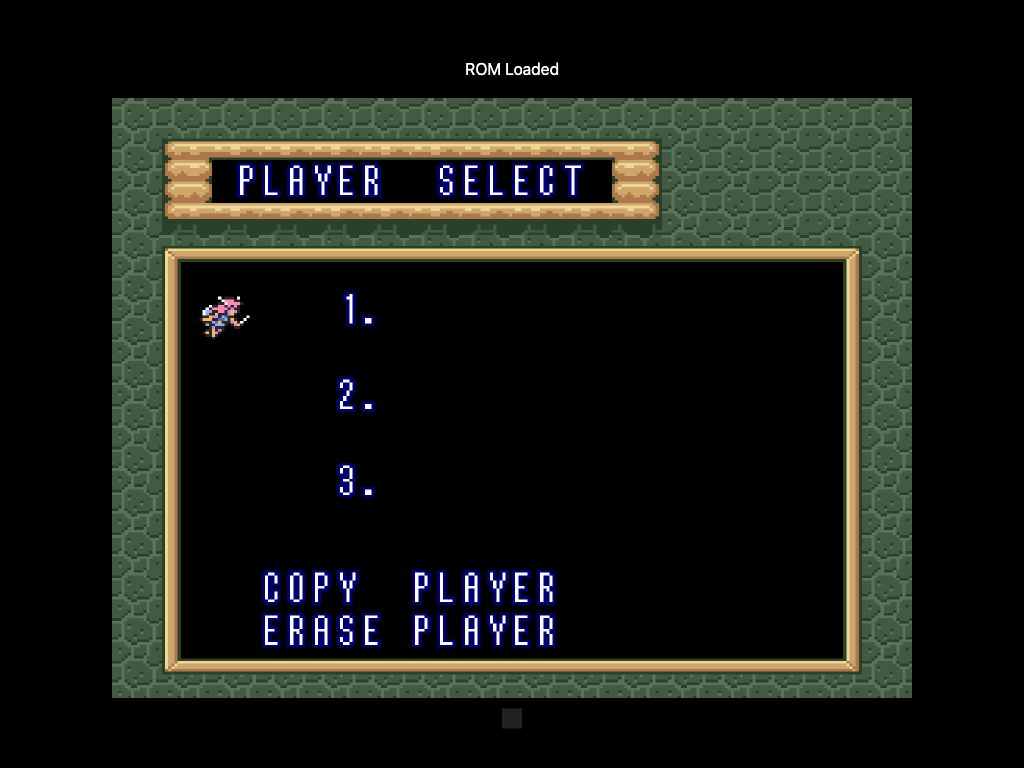 ROM Loaded
PLAYER SELECT
1.
2.
3.
COPY PLAYER
ERASE PLAYER